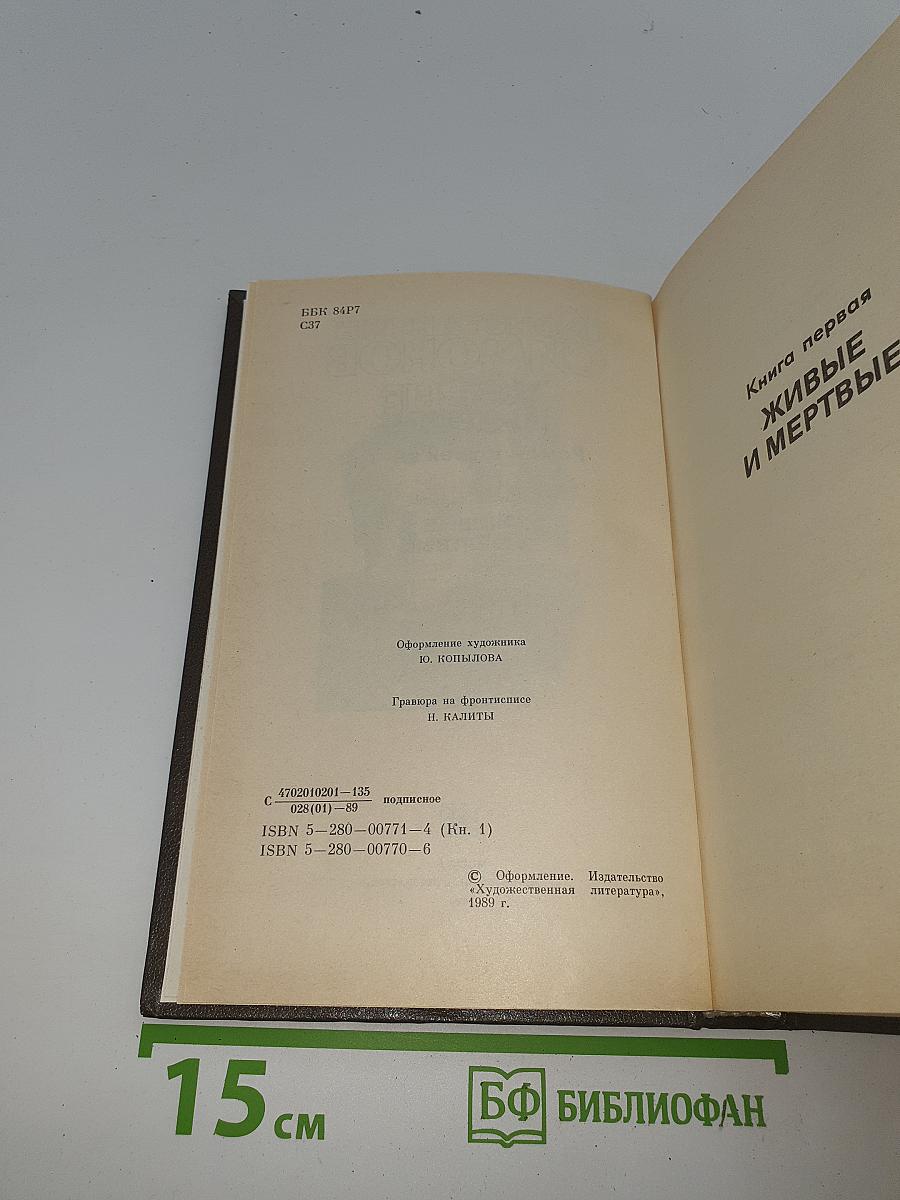 ББК 84Р7
С37
Оформление художника
Ю. КОПЫЛОВА
Гравюра на фронтисписе
Н. КАЛИТЫ
С 4702010201—135 подписное
028(01)—89
ISBN 5—280—00771—4 (Кн. 1)
ISBN 5—280—00770—6
© Оформление. Издательство
«Художественная литература»,
1989 г.
Книга первая
ЖИВЫЕ
И МЕРТВЫЕ
15 см
БФ БИБЛИОФАН